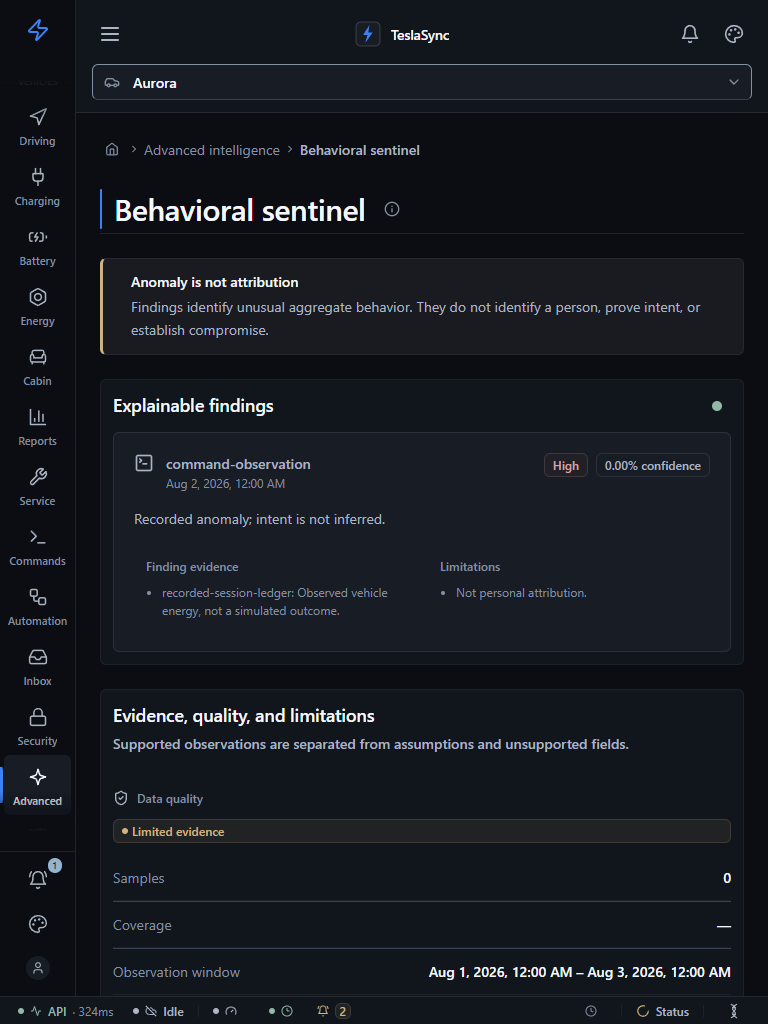 TeslaSync
Aurora
Driving
Charging
Battery
Energy
Cabin
Reports
Service
Commands
Automation
Inbox
Security
Advanced
1
Advanced intelligence
Behavioral sentinel
Behavioral sentinel
Anomaly is not attribution
Findings identify unusual aggregate behavior. They do not identify a person, prove intent, or
establish compromise.
Explainable findings
command-observation
High
0.00% confidence
Aug 2, 2026, 12:00 AM
Recorded anomaly; intent is not inferred.
Finding evidence
• recorded-session-ledger: Observed vehicle
energy, not a simulated outcome.
Limitations
• Not personal attribution.
Evidence, quality, and limitations
Supported observations are separated from assumptions and unsupported fields.
Data quality
Limited evidence
Samples 0
Coverage —
Observation window Aug 1, 2026, 12:00 AM – Aug 3, 2026, 12:00 AM
API · 324ms
Idle
2
Status